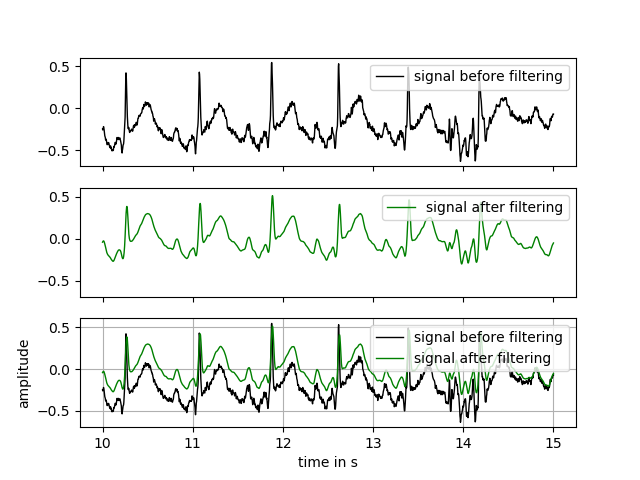 0.5
signal before filtering
0.0
−0.5
0.5
signal after filtering
0.0
−0.5
0.5
signal before filtering
signal after filtering
0.0
−0.5
amplitude
10 11 12 13 14 15
time in s